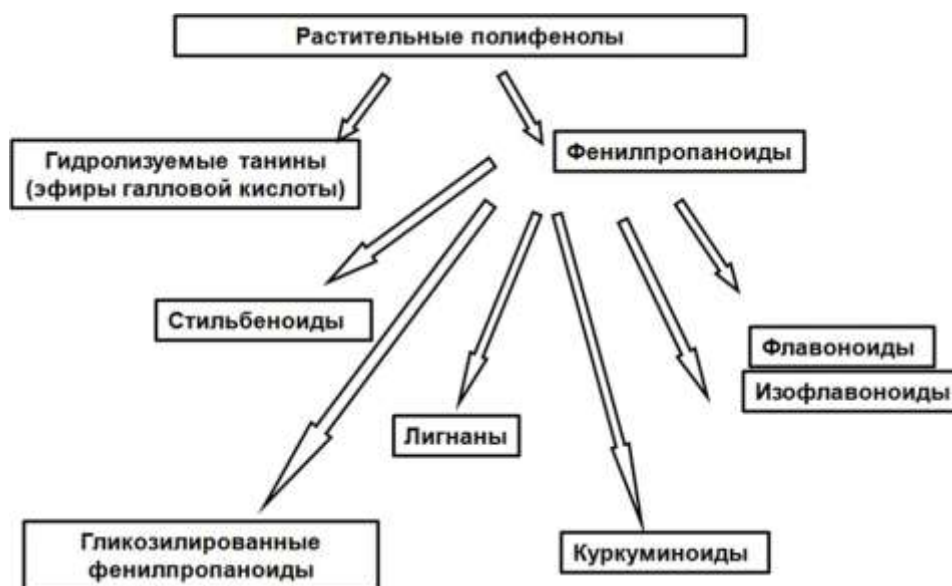 Растительные полифенолы
Гидролизуемые танины
(эфиры галловой кислоты)
Фенилпропаноиды
Стильбеноиды
Флавоноиды
Изофлавоноиды
Лигнаны
Гликозилированные
фенилпропаноиды
Куркуминоиды